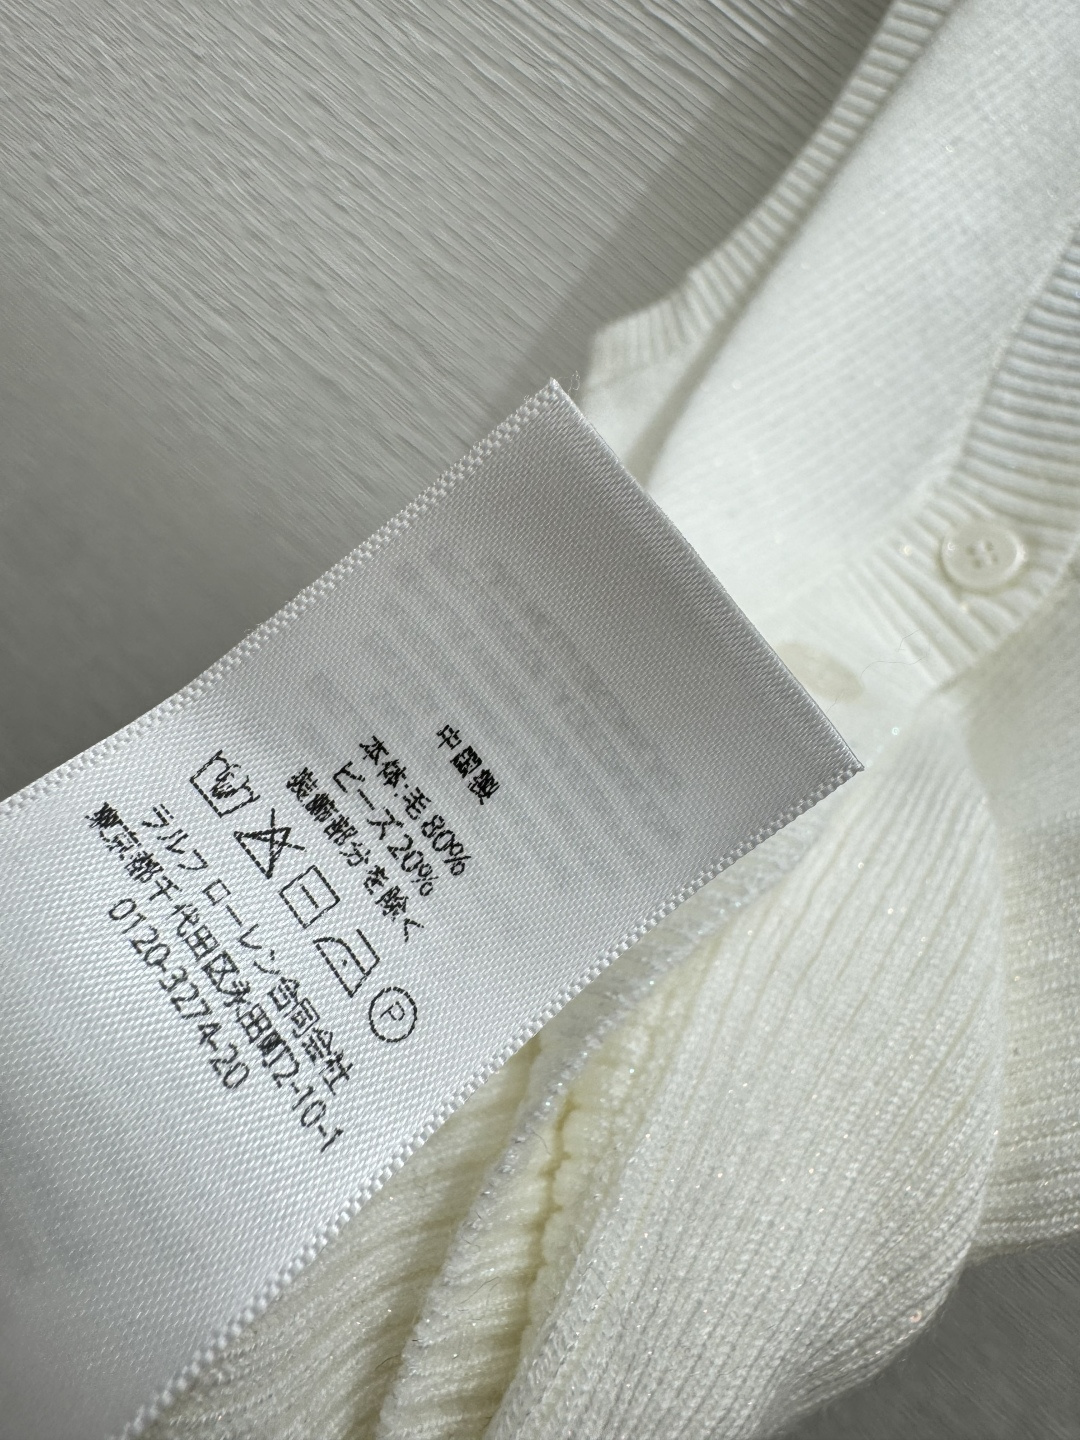 中国製
本体:毛 80%
ビーズ 20%
装飾部分を除く
P
ラルフ ローレン合同会社
東京都千代田区永田町2-10-1
0120-3274-20